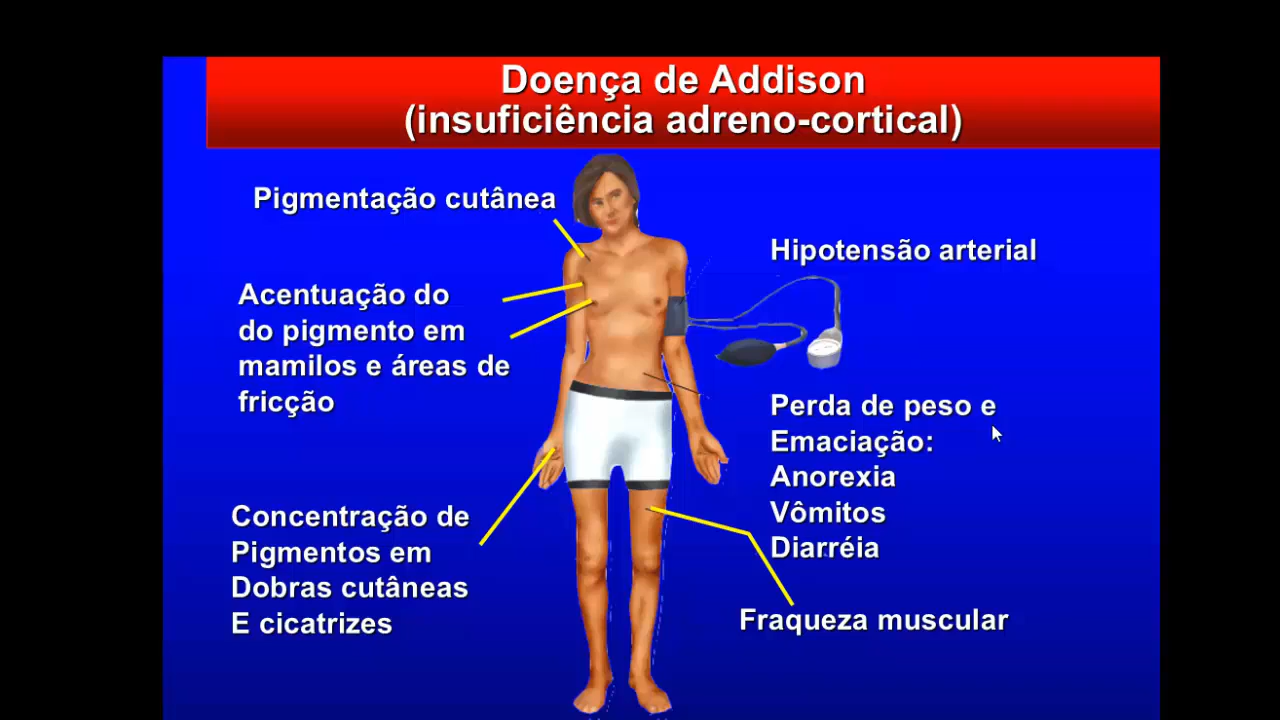 Doença de Addison
(insuficiência adreno-cortical)
Pigmentação cutânea
Acentuação do
do pigmento em
mamilos e áreas de
fricção
Concentração de
Pigmentos em
Dobras cutâneas
E cicatrizes
Hipotensão arterial
Perda de peso e
Emaciação:
Anorexia
Vômitos
Diarréia
Fraqueza muscular